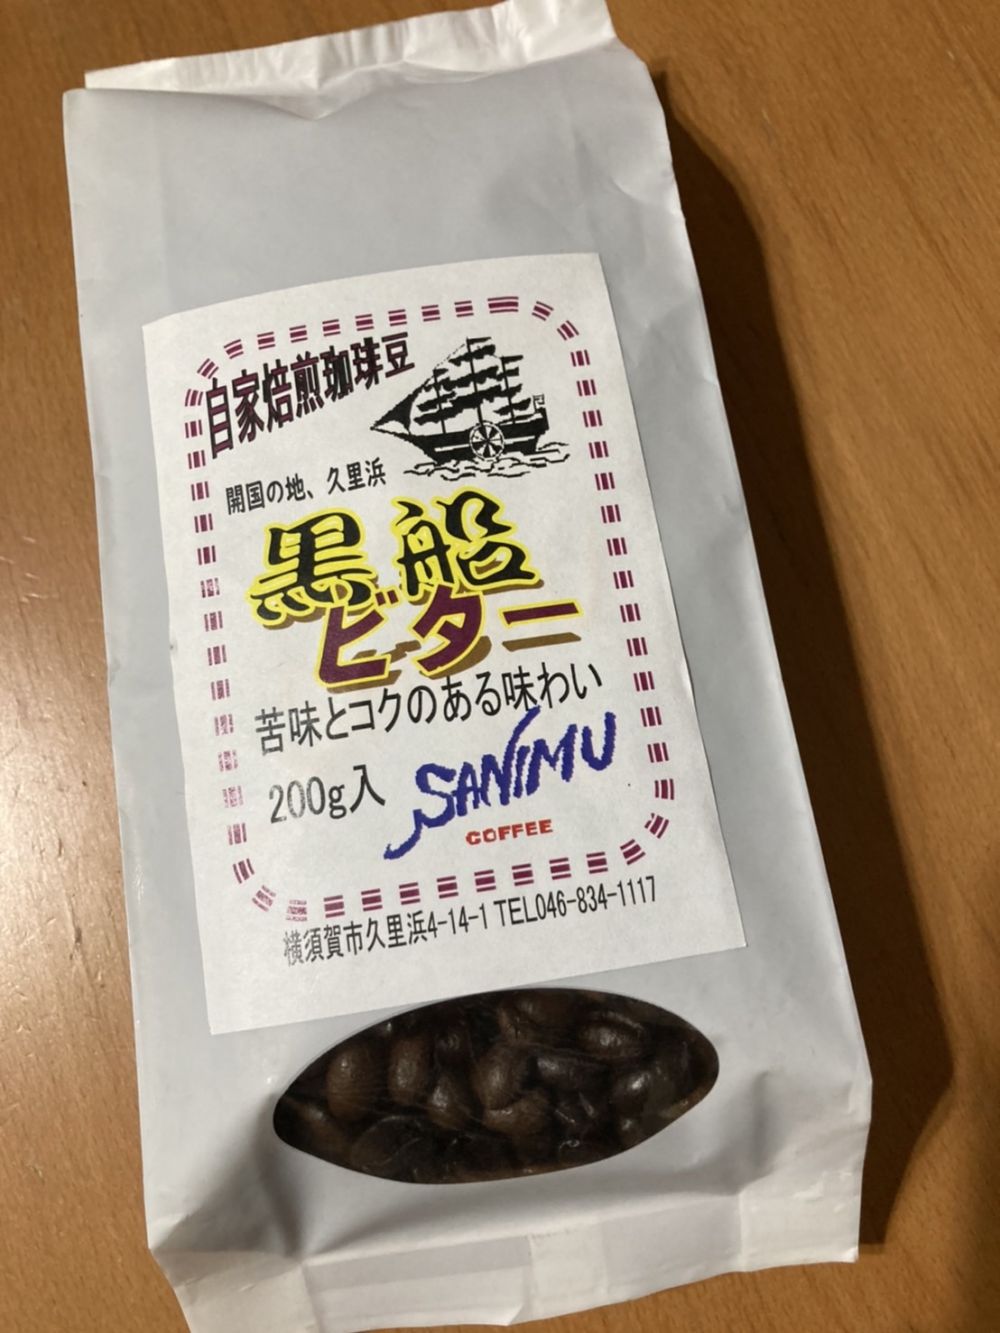 自家焙煎珈琲豆
開国の地、久里浜
黒船
ビター
苦味とコクのある味わい
200g入
SANIMU
COFFEE
横須賀市久里浜4-14-1 TEL046-834-1117